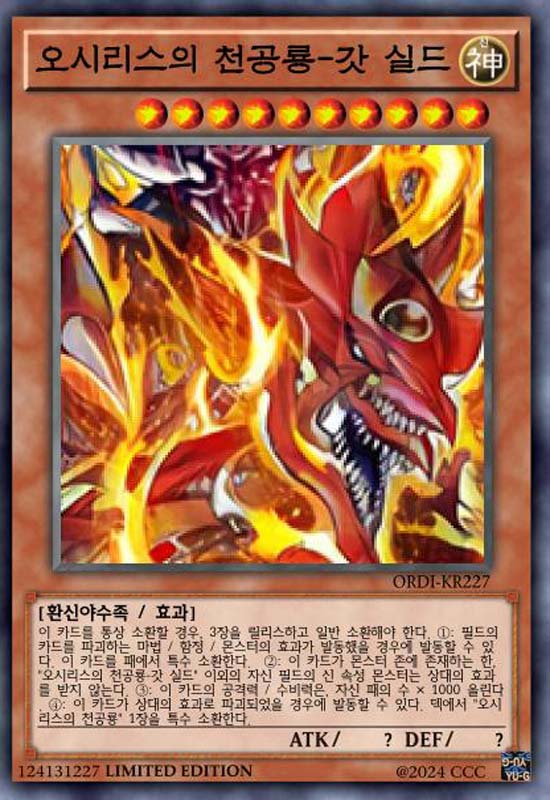 오시리스의 천공룡-갓 실드
신
神
ORDI-KR227
[환신야수족 / 효과]
이 카드를 통상 소환할 경우, 3장을 릴리스하고 일반 소환해야 한다. ①: 필드의
카드를 파괴하는 마법 / 함정 / 몬스터의 효과가 발동했을 경우에 발동할 수 있
다. 이 카드를 패에서 특수 소환한다. ②: 이 카드가 몬스터 존에 존재하는 한,
"오시리스의 천공룡-갓 실드" 이외의 자신 필드의 신 속성 몬스터는 상대의 효과
를 받지 않는다. ③: 이 카드의 공격력 / 수비력은, 자신 패의 수 × 1000 올린다
. ④: 이 카드가 상대의 효과로 파괴되었을 경우에 발동할 수 있다. 덱에서 "오시
리스의 천공룡" 1장을 특수 소환한다.
ATK/ ? DEF/ ?
124131227 LIMITED EDITION @2024 CCC
YU-G
YU-G